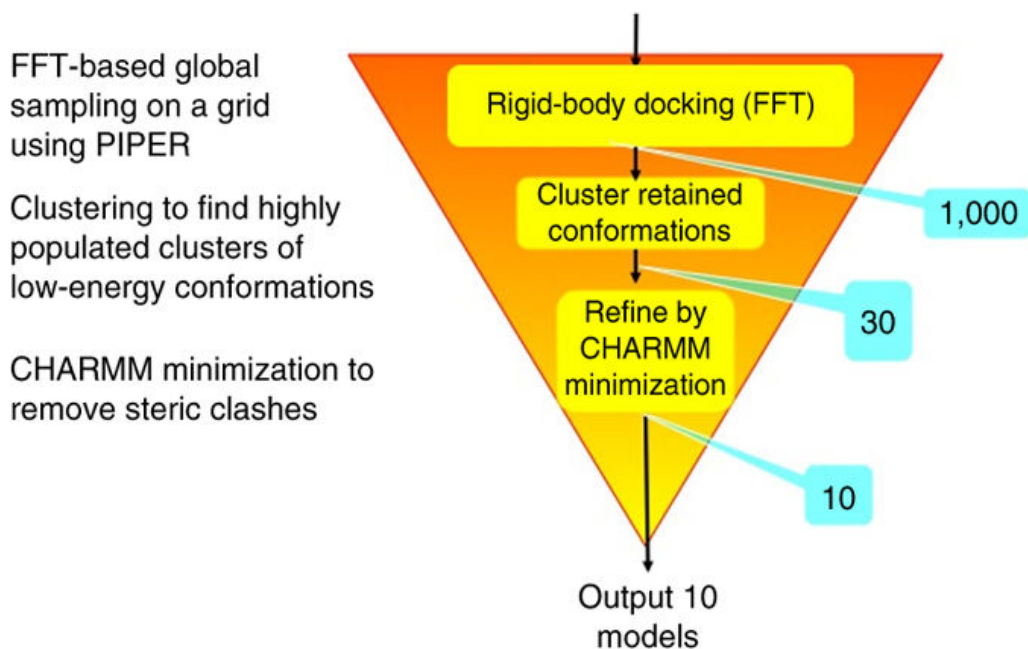 FFT-based global
sampling on a grid
using PIPER
Rigid-body docking (FFT)
1,000
Clustering to find highly
populated clusters of
low-energy conformations
Cluster retained
conformations
30
CHARMM minimization to
remove steric clashes
Refine by
CHARMM
minimization
10
Output 10
models